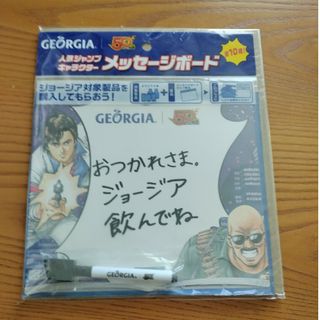 GEORGIA
人気ジャンプ
キャラクター
メッセージボード
全10種!
ジョージア対象製品を
購入してもらおう!
GEORGIA
おつかれさま。
ジョージア
飲んでね
GEORGIA